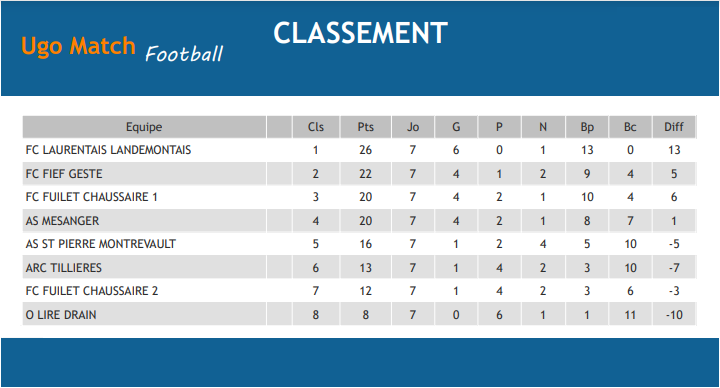 CLASSEMENT
Ugo Match Football
Equipe Cls Pts Jo G P N Bp Bc Diff
FC LAURENTAIS LANDEMONTAIS 1 26 7 6 0 1 13 0 13
FC FIEF GESTE 2 22 7 4 1 2 9 4 5
FC FUILET CHAUSSAIRE 1 3 20 7 4 2 1 10 4 6
AS MESANGER 4 20 7 4 2 1 8 7 1
AS ST PIERRE MONTREVAULT 5 16 7 1 2 4 5 10 -5
ARC TILLIERES 6 13 7 1 4 2 3 10 -7
FC FUILET CHAUSSAIRE 2 7 12 7 1 4 2 3 6 -3
O LIRE DRAIN 8 8 7 0 6 1 1 11 -10